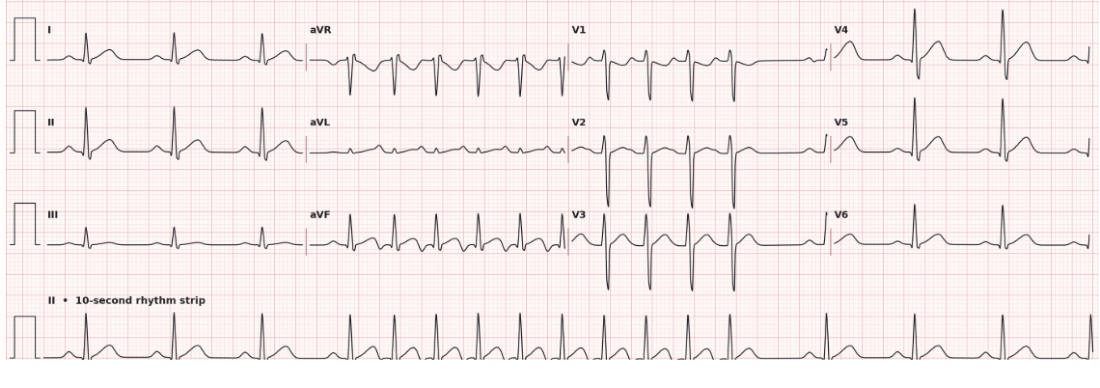 I aVR V1 V4
II aVL V2 V5
III aVF V3 V6
II • 10-second rhythm strip